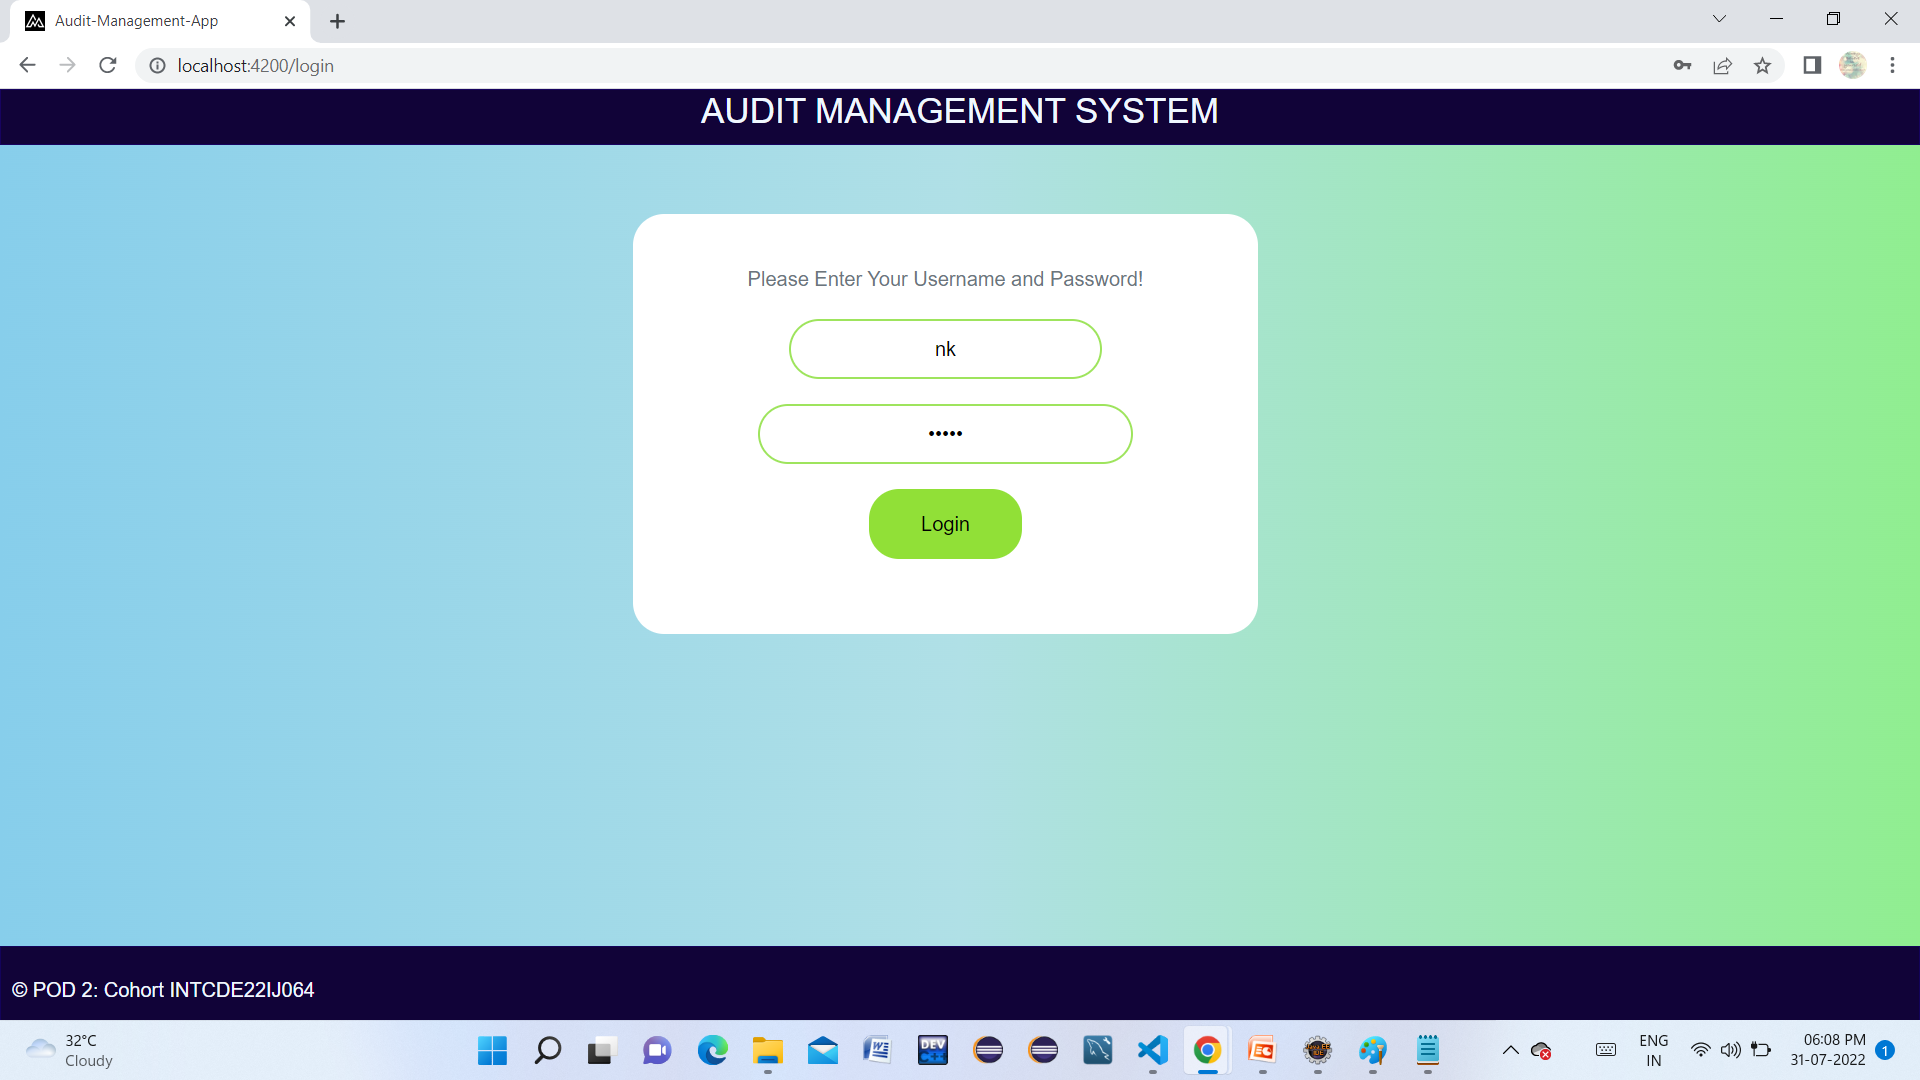 Audit-Management-App
localhost:4200/login
AUDIT MANAGEMENT SYSTEM
Please Enter Your Username and Password!
nk
•••••
Login
© POD 2: Cohort INTCDE22IJ064
32°C
Cloudy
W
DEV
C++
ENG
IN
06:08 PM
31-07-2022
1